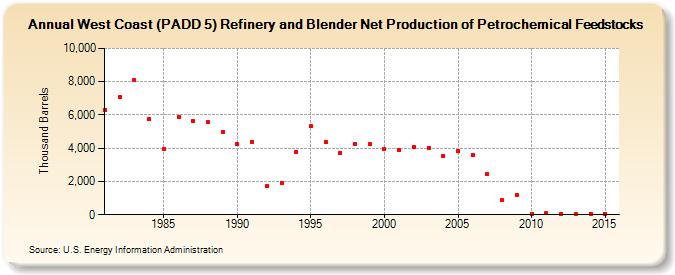 Annual West Coast (PADD 5) Refinery and Blender Net Production of Petrochemical Feedstocks
Thousand Barrels
10,000
8,000
6,000
4,000
2,000
0
1985 1990 1995 2000 2005 2010 2015
Source: U.S. Energy Information Administration